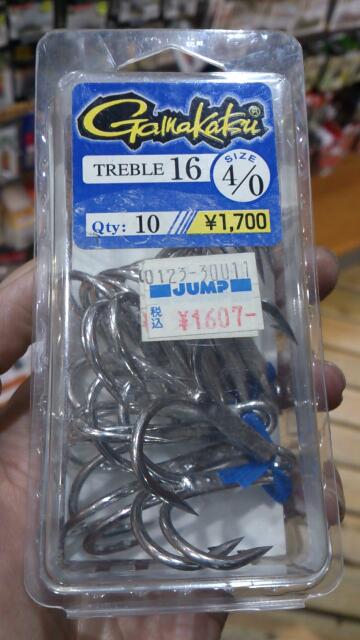 Gamakatsu®
TREBLE 16
SIZE
4/0
Qty: 10
¥1,700
JUMP
税込
¥1607-